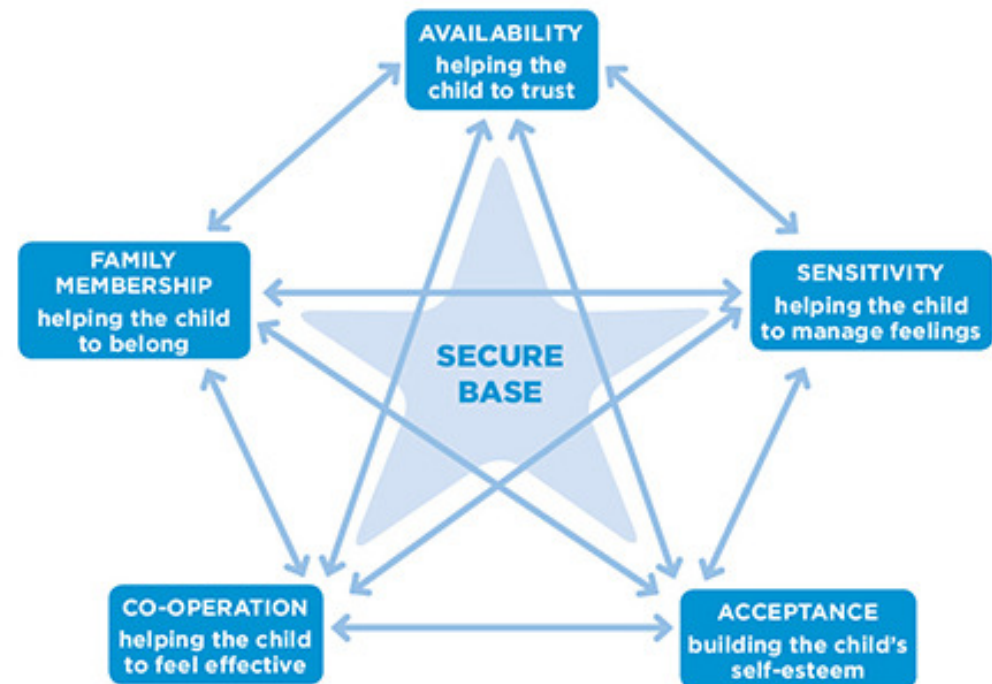 AVAILABILITY
helping the
child to trust
FAMILY
MEMBERSHIP
helping the child
to belong
SENSITIVITY
helping the child
to manage feelings
SECURE
BASE
CO-OPERATION
helping the child
to feel effective
ACCEPTANCE
building the child's
self-esteem